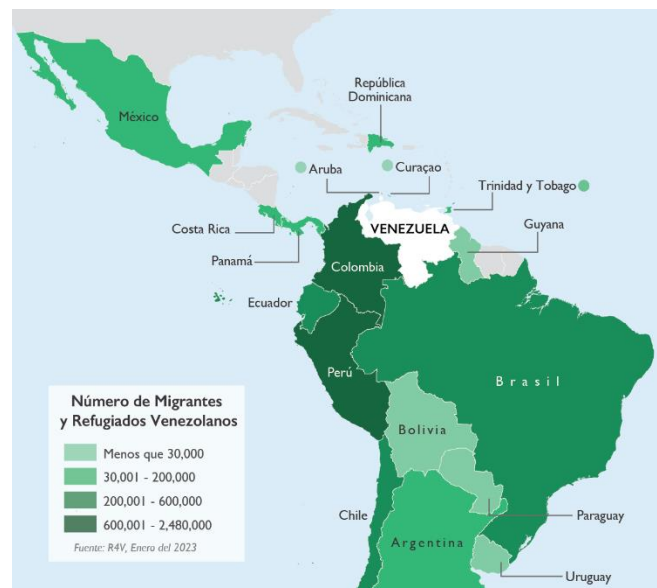 República
Dominicana
México
Aruba
Curaçao
Trinidad y Tobago
Costa Rica
VENEZUELA
Guyana
Panamá
Colombia
Ecuador
Perú
Brasil
Número de Migrantes
y Refugiados Venezolanos
Bolivia
Menos que 30,000
30,001 - 200,000
200,001 - 600,000
600,001 - 2,480,000
Chile
Paraguay
Fuente: R4V, Enero del 2023
Argentina
Uruguay